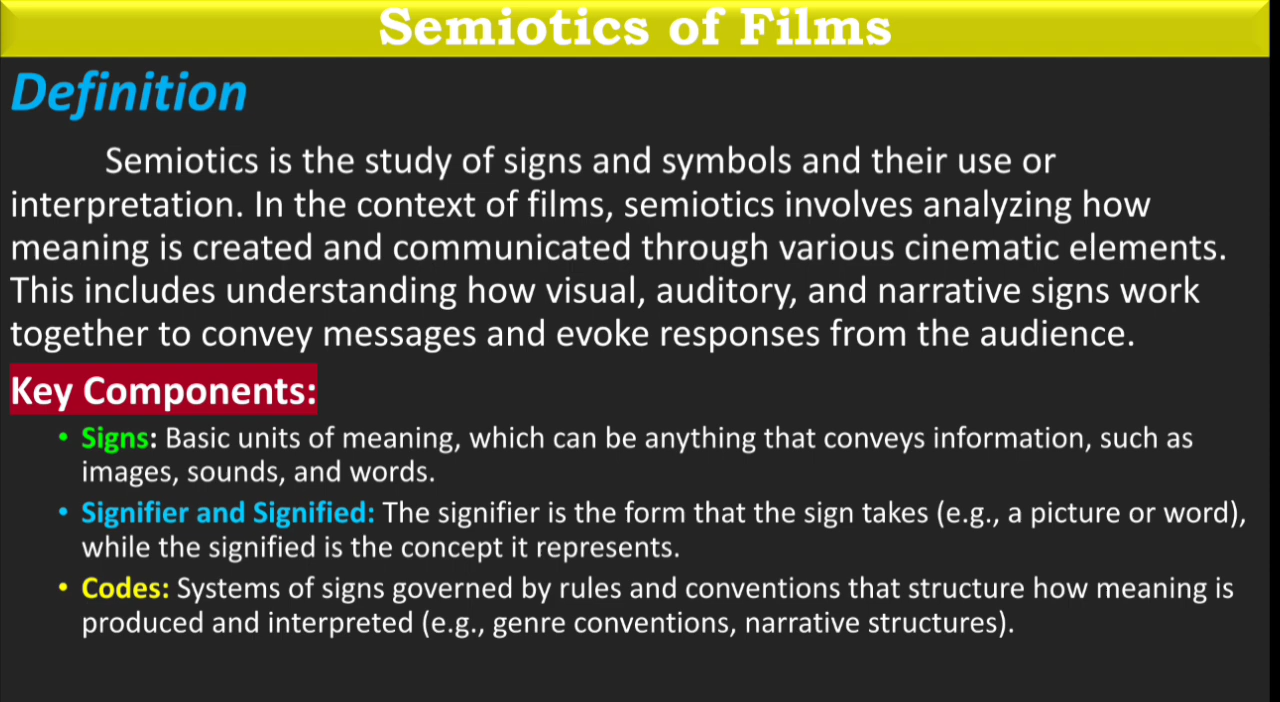 Semiotics of Films
Definition
Semiotics is the study of signs and symbols and their use or
interpretation. In the context of films, semiotics involves analyzing how
meaning is created and communicated through various cinematic elements.
This includes understanding how visual, auditory, and narrative signs work
together to convey messages and evoke responses from the audience.
Key Components:
• Signs: Basic units of meaning, which can be anything that conveys information, such as
images, sounds, and words.
• Signifier and Signified: The signifier is the form that the sign takes (e.g., a picture or word),
while the signified is the concept it represents.
• Codes: Systems of signs governed by rules and conventions that structure how meaning is
produced and interpreted (e.g., genre conventions, narrative structures).